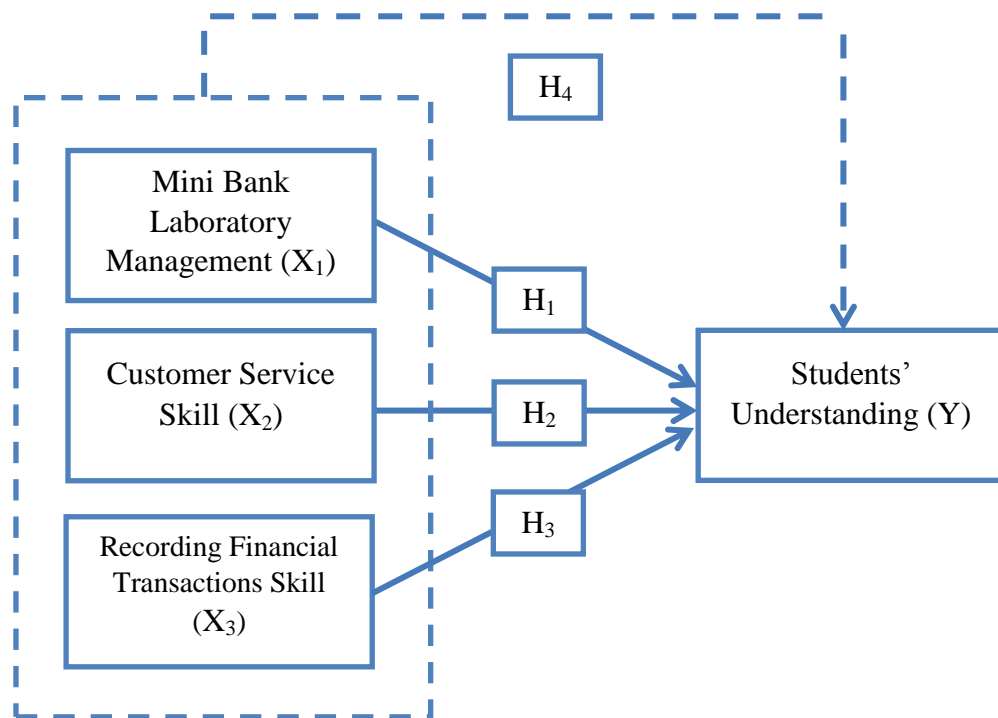 H₄
Mini Bank
Laboratory
Management (X₁)
H₁
Customer Service
Skill (X₂)
H₂
Students’
Understanding (Y)
Recording Financial
Transactions Skill
(X₃)
H₃